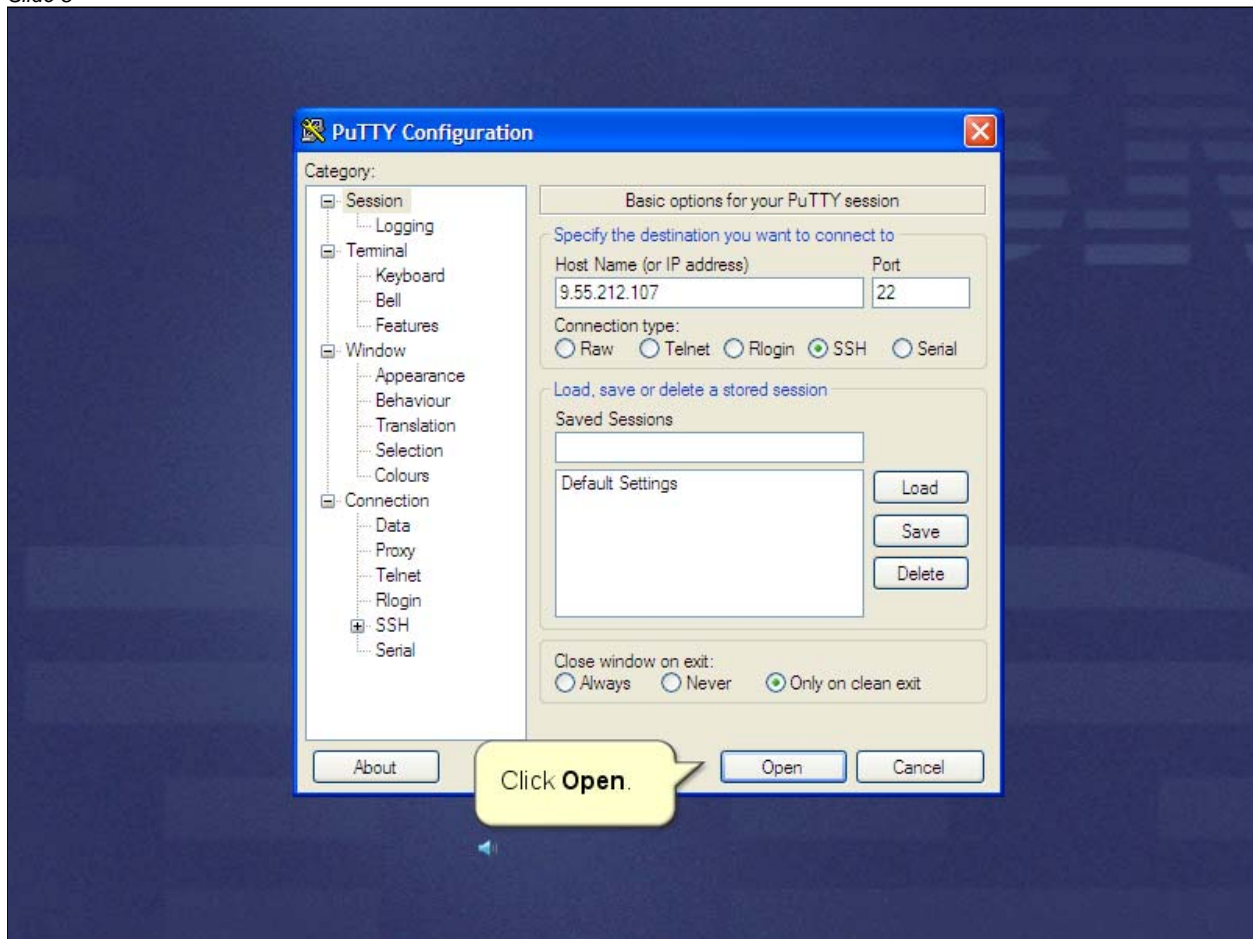 PuTTY Configuration
Category:
Session
Logging
Terminal
Keyboard
Bell
Features
Window
Appearance
Behaviour
Translation
Selection
Colours
Connection
Data
Proxy
Telnet
Rlogin
SSH
Serial
Basic options for your PuTTY session
Specify the destination you want to connect to
Host Name (or IP address) Port
9.55.212.107 22
Connection type:
Raw Telnet Rlogin SSH Serial
Load, save or delete a stored session
Saved Sessions
Default Settings
Load
Save
Delete
Close window on exit:
Always Never Only on clean exit
About
Click Open.
Open Cancel